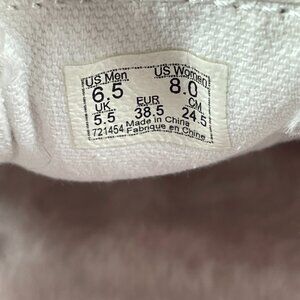 US Men US Women
6.5 8.0
UK EUR CM
5.5 38.5 24.5
721454 Made in China
Fabrique en Chine